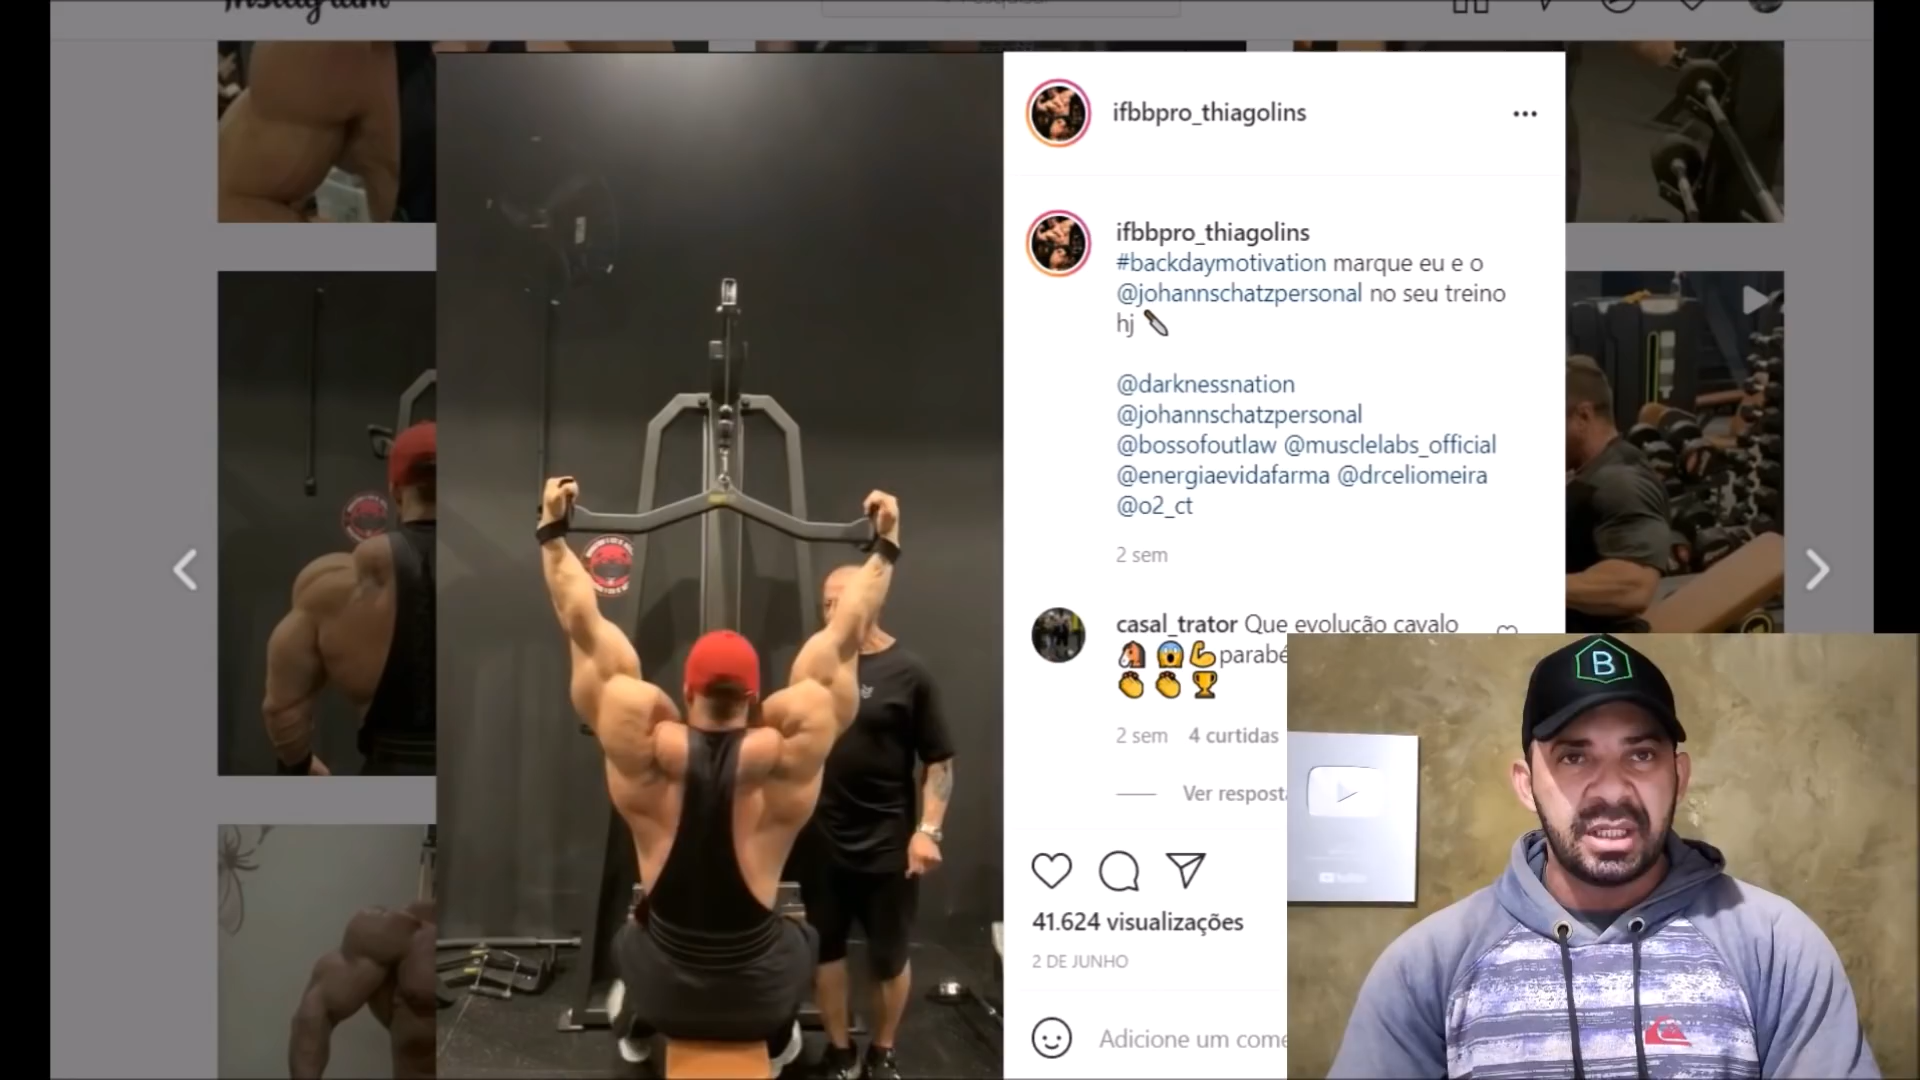 Instagram
Pesquisar
ifbbpro_thiagolins
ifbbpro_thiagolins
#backdaymotivation marque eu e o
@johannschatzpersonal no seu treino
hj 🔪
@darknessnation
@johannschatzpersonal
@bossofoutlaw @musclelabs_official
@energiaevidafarma @drceliomeira
@o2_ct
2 sem
casal_trator Que evolução cavalo
🐴 😱💪parabé
👏 👏 🏆
2 sem 4 curtidas
Ver respost
41.624 visualizações
2 DE JUNHO
Adicione um come
B